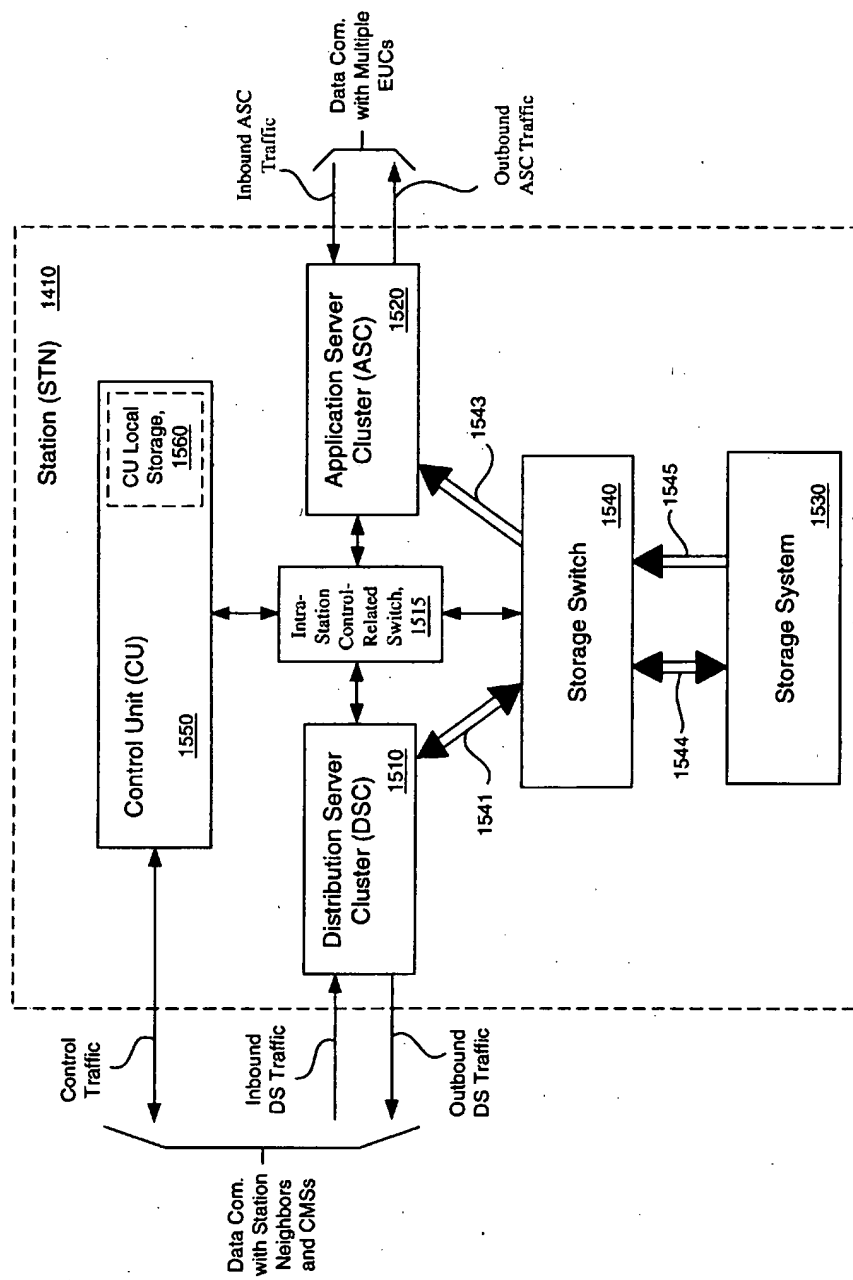 Station (STN)
1410
Control Unit (CU)
1550
CU Local
Storage,
1560
Control
Traffic
Data Com.
with Station
Neighbors
and CMSs
Inbound
DS Traffic
Outbound
DS Traffic
Distribution Server
Cluster (DSC)
1510
Intra-
Station
Control-
Related
Switch,
1515
Application Server
Cluster (ASC)
1520
Inbound ASC
Traffic
Outbound
ASC Traffic
Data Com.
with Multiple
EUCs
1541
1543
Storage Switch
1540
1544
1545
Storage System
1530